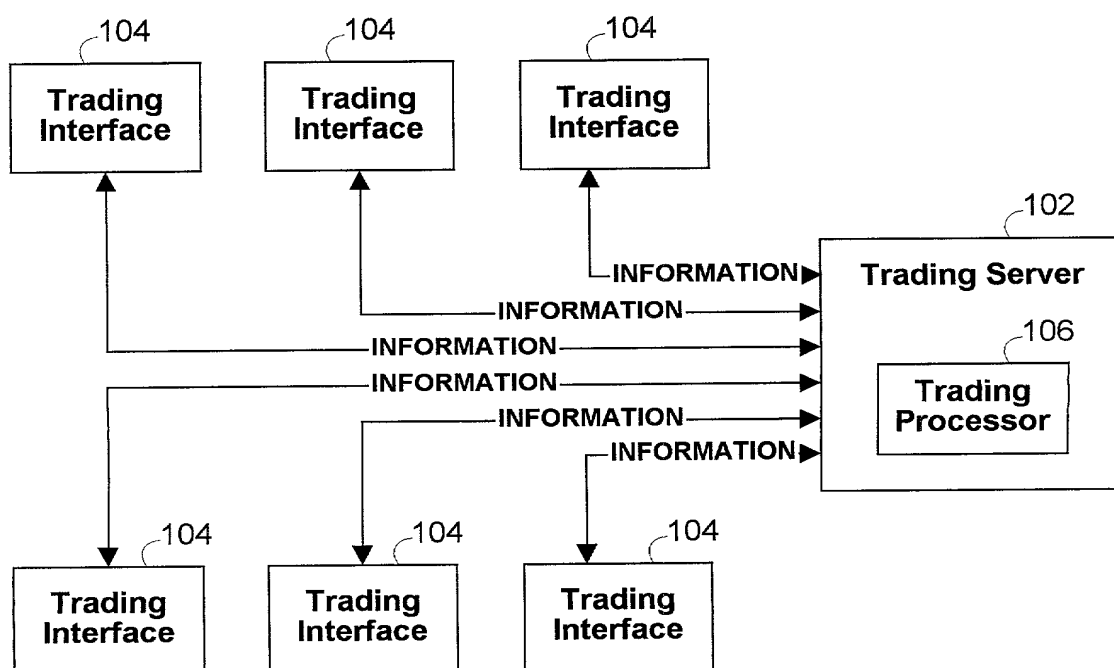 104
104
104
Trading
Interface
Trading
Interface
Trading
Interface
102
INFORMATION
Trading Server
INFORMATION
INFORMATION
106
INFORMATION
Trading
Processor
INFORMATION
INFORMATION
104
104
104
Trading
Interface
Trading
Interface
Trading
Interface